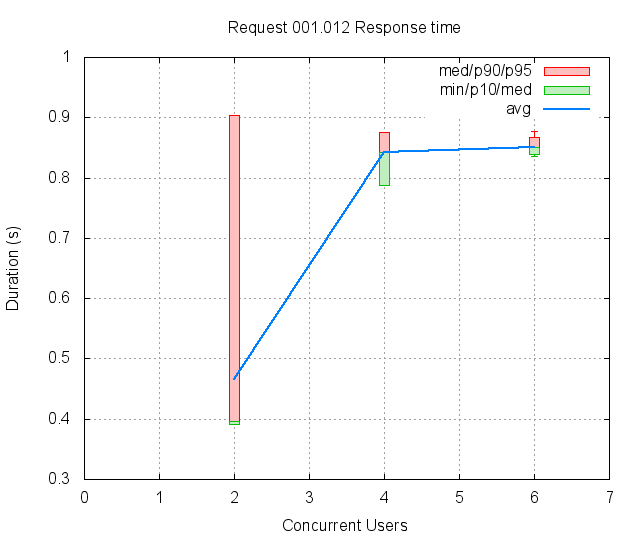 Request 001.012 Response time
med/p90/p95
min/p10/med
avg
1
0.9
0.8
0.7
0.6
0.5
0.4
0.3
Duration (s)
0 1 2 3 4 5 6 7
Concurrent Users